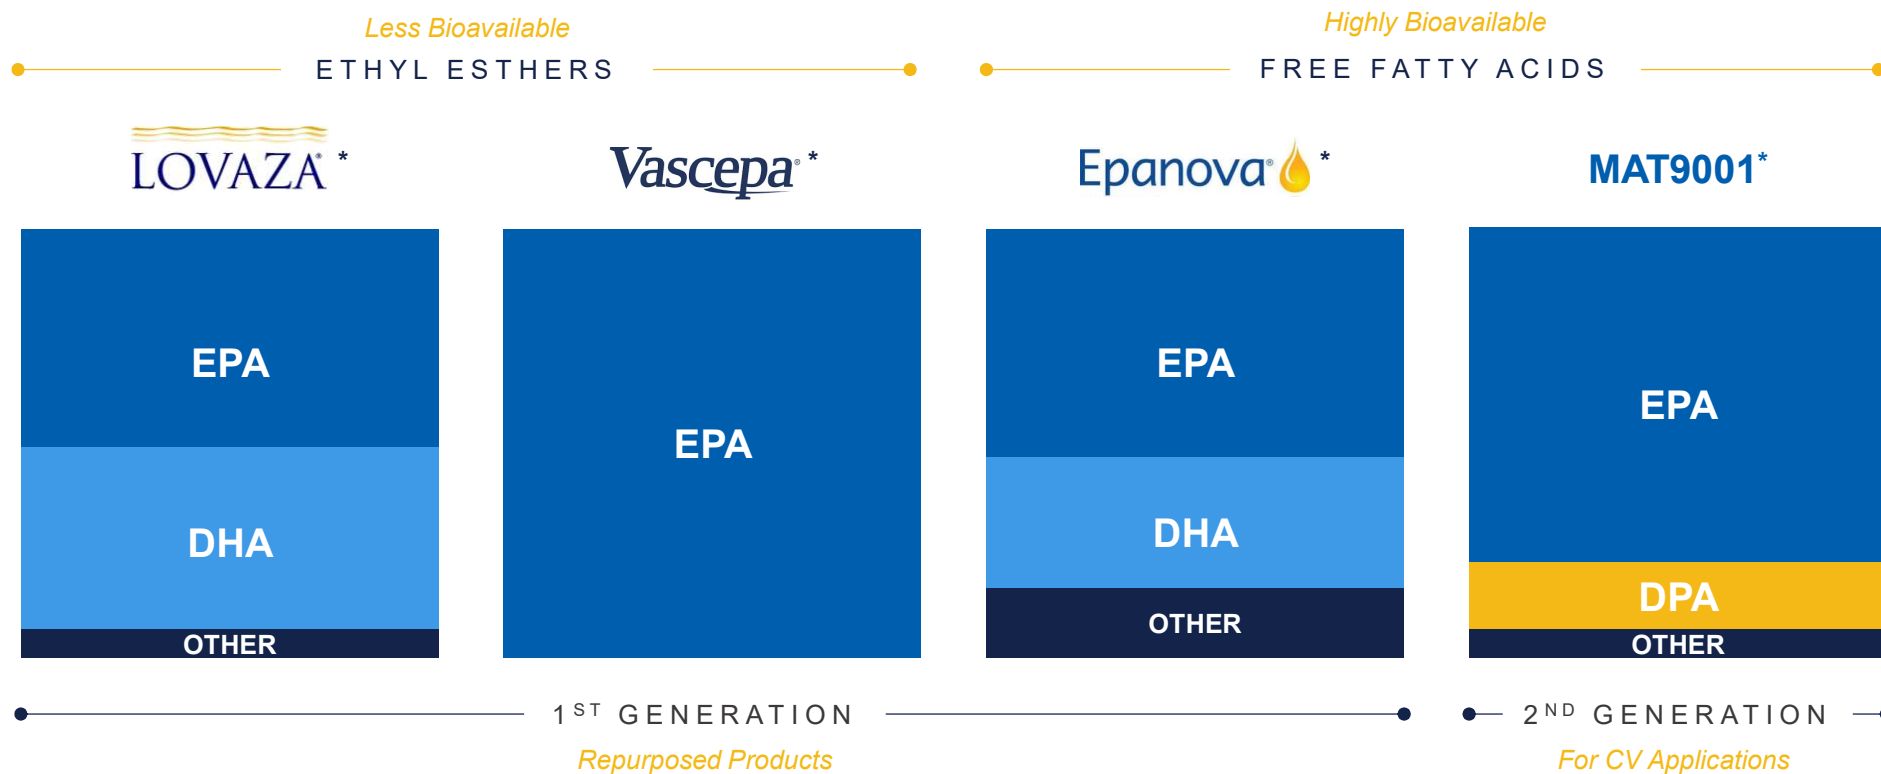 Less Bioavailable
ETHYL ESTHERS
Highly Bioavailable
FREE FATTY ACIDS
LOVAZA® *
Vascepa® *
Epanova® *
MAT9001*
EPA
DHA
OTHER
EPA
EPA
DHA
OTHER
EPA
DPA
OTHER
1ST GENERATION
Repurposed Products
2ND GENERATION
For CV Applications